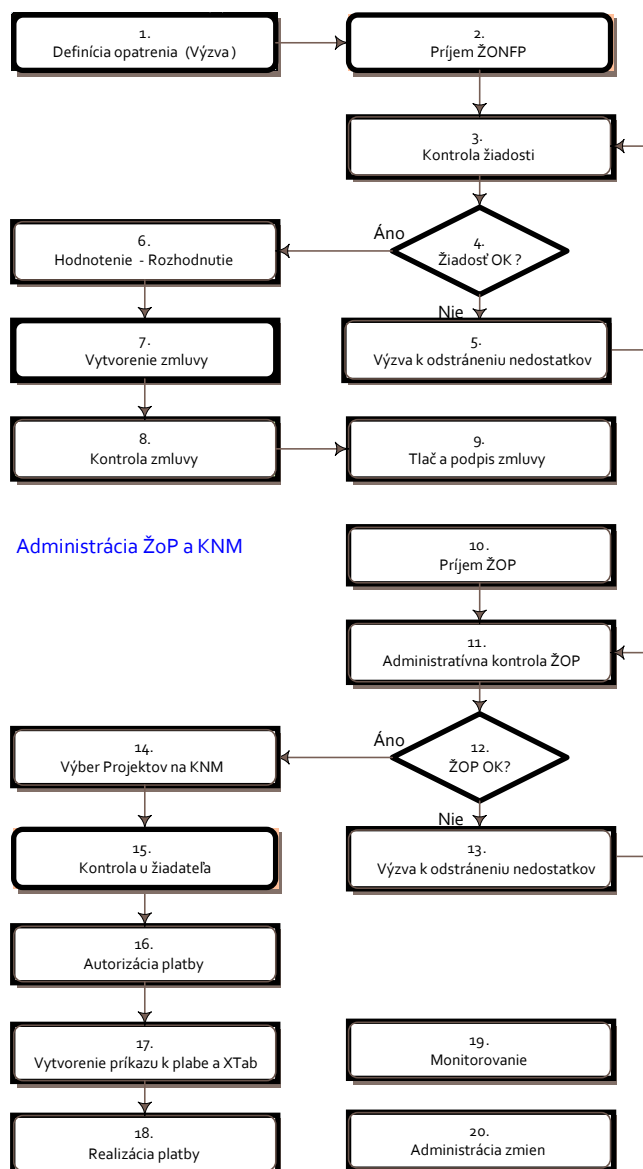 1.
Definícia opatrenia (Výzva)
2.
Príjem ŽONFP
3.
Kontrola žiadosti
4.
Žiadosť OK ?
Áno
Nie
5.
Výzva k odstráneniu nedostatkov
6.
Hodnotenie - Rozhodnutie
7.
Vytvorenie zmluvy
8.
Kontrola zmluvy
9.
Tlač a podpis zmluvy
Administrácia ŽoP a KNM
10.
Príjem ŽOP
11.
Administratívna kontrola ŽOP
12.
ŽOP OK?
Áno
Nie
13.
Výzva k odstráneniu nedostatkov
14.
Výber Projektov na KNM
15.
Kontrola u žiadateľa
16.
Autorizácia platby
17.
Vytvorenie príkazu k plabe a XTab
18.
Realizácia platby
19.
Monitorovanie
20.
Administrácia zmien